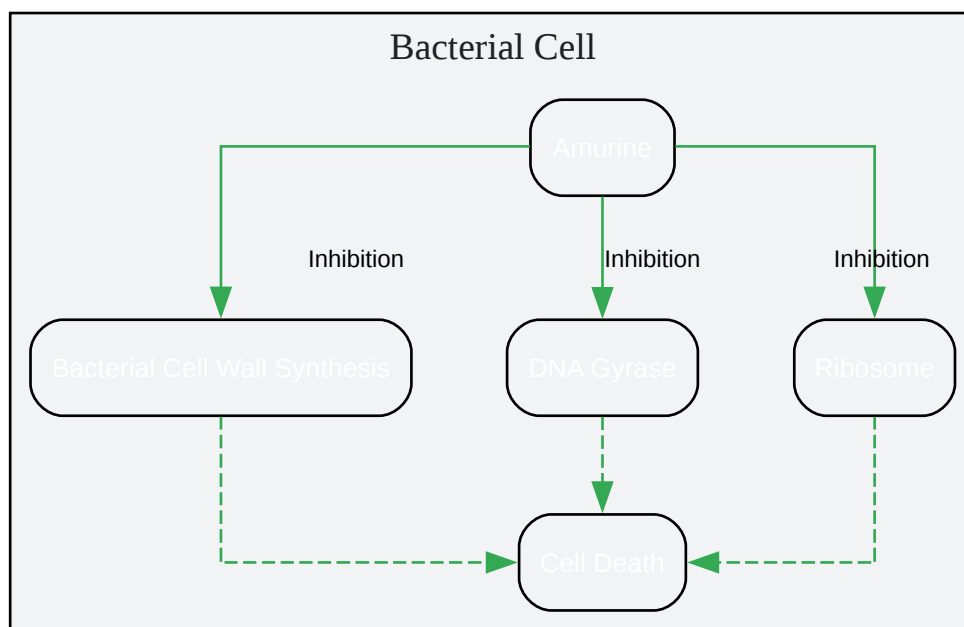 Bacterial Cell
Amurine
Inhibition
Inhibition
Inhibition
Bacterial Cell Wall Synthesis
DNA Gyrase
Ribosome
Cell Death